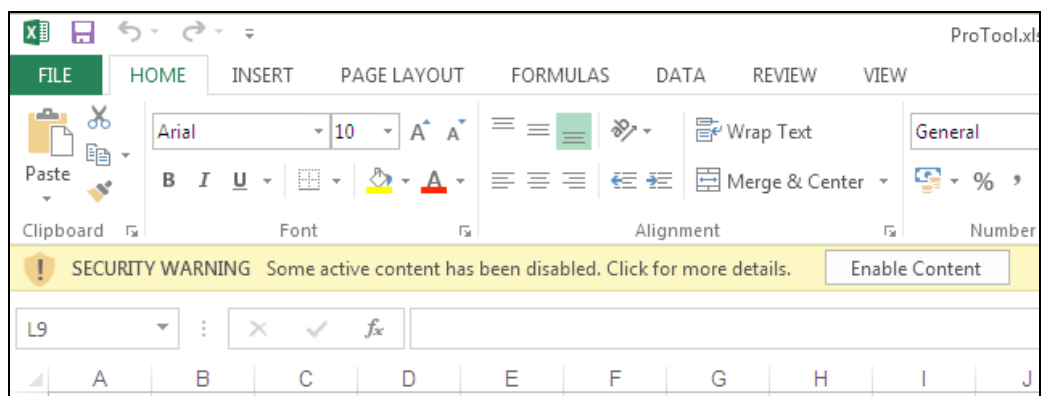 ProTool.xls
FILE HOME INSERT PAGE LAYOUT FORMULAS DATA REVIEW VIEW
Arial 10 A A Wrap Text General
Paste B I U A Merge & Center % ,
Clipboard Font Alignment Number
! SECURITY WARNING Some active content has been disabled. Click for more details. Enable Content
L9 fx
A B C D E F G H I J